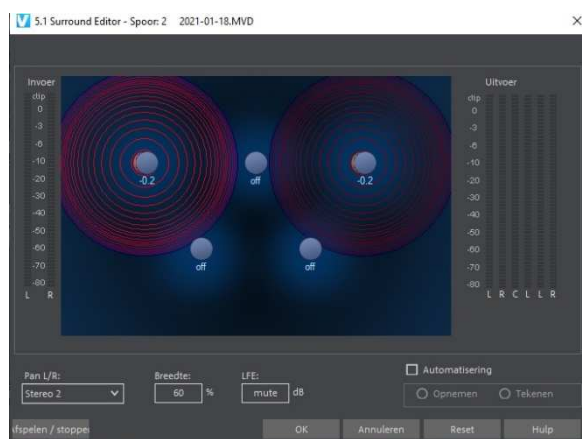 5.1 Surround Editor - Spoor: 2 2021-01-18.MVD
Invoer
Uitvoer
clip
0
-3
-6
-10
-20
-30
-40
-50
-60
-70
-80
L R
-0.2
off
-0.2
off
off
clip
0
-3
-6
-10
-20
-30
-40
-50
-60
-70
-80
L R C L L R
Pan L/R:
Breedte:
LFE:
Automatisering
Stereo 2
60 %
mute dB
Opnemen
Tekenen
fspelen / stoppe
OK
Annuleren
Reset
Hulp